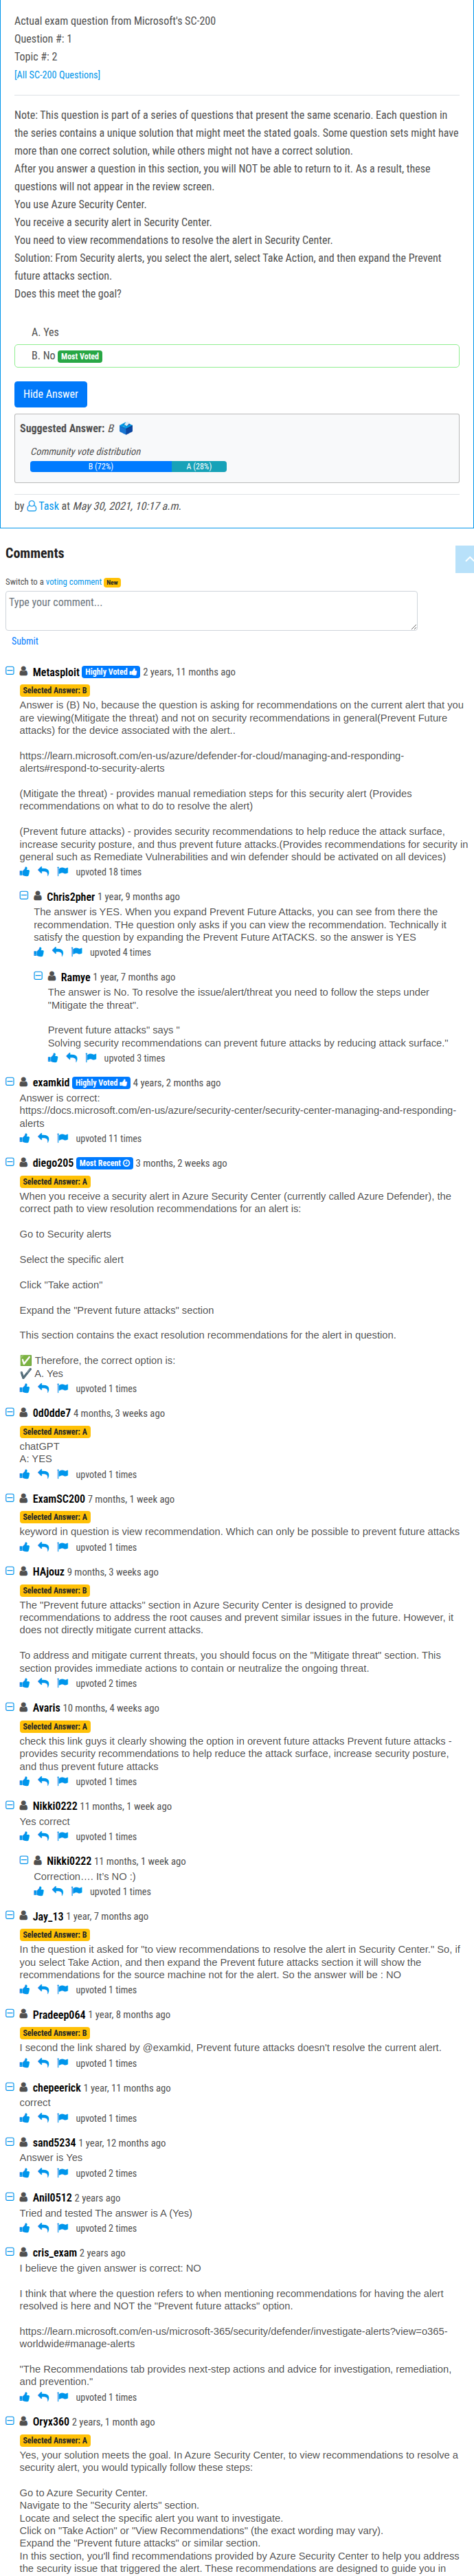 Actual exam question from Microsoft's SC-200
Question #: 1
Topic #: 2
[All SC-200 Questions]
Note: This question is part of a series of questions that present the same scenario. Each question in
the series contains a unique solution that might meet the stated goals. Some question sets might have
more than one correct solution, while others might not have a correct solution.
After you answer a question in this section, you will NOT be able to return to it. As a result, these
questions will not appear in the review screen.
You use Azure Security Center.
You receive a security alert in Security Center.
You need to view recommendations to resolve the alert in Security Center.
Solution: From Security alerts, you select the alert, select Take Action, and then expand the Prevent
future attacks section.
Does this meet the goal?
A. Yes
B. No Most Voted
Hide Answer
Suggested Answer: B
Community vote distribution
B (72%) A (28%)
by Task at May 30, 2021, 10:17 a.m.
Comments
Switch to a voting comment New
Type your comment...
Submit
Metasploit Highly Voted 2 years, 11 months ago
Selected Answer: B
Answer is (B) No, because the question is asking for recommendations on the current alert that you
are viewing(Mitigate the threat) and not on security recommendations in general(Prevent Future
attacks) for the device associated with the alert..
https://learn.microsoft.com/en-us/azure/defender-for-cloud/managing-and-responding-
alerts#respond-to-security-alerts
(Mitigate the threat) - provides manual remediation steps for this security alert (Provides
recommendations on what to do to resolve the alert)
(Prevent future attacks) - provides security recommendations to help reduce the attack surface,
increase security posture, and thus prevent future attacks.(Provides recommendations for security in
general such as Remediate Vulnerabilities and win defender should be activated on all devices)
upvoted 18 times
Chris2pher 1 year, 9 months ago
The answer is YES. When you expand Prevent Future Attacks, you can see from there the
recommendation. THe question only asks if you can view the recommendation. Technically it
satisfy the question by expanding the Prevent Future AtTACKS. so the answer is YES
upvoted 4 times
Ramye 1 year, 7 months ago
The answer is No. To resolve the issue/alert/threat you need to follow the steps under
"Mitigate the threat".
Prevent future attacks" says "
Solving security recommendations can prevent future attacks by reducing attack surface."
upvoted 3 times
examkid Highly Voted 4 years, 2 months ago
Answer is correct:
https://docs.microsoft.com/en-us/azure/security-center/security-center-managing-and-responding-
alerts
upvoted 11 times
diego205 Most Recent 3 months, 2 weeks ago
Selected Answer: A
When you receive a security alert in Azure Security Center (currently called Azure Defender), the
correct path to view resolution recommendations for an alert is:
Go to Security alerts
Select the specific alert
Click "Take action"
Expand the "Prevent future attacks" section
This section contains the exact resolution recommendations for the alert in question.
✅ Therefore, the correct option is:
✔️ A. Yes
upvoted 1 times
0d0dde7 4 months, 3 weeks ago
Selected Answer: A
chatGPT
A: YES
upvoted 1 times
ExamSC200 7 months, 1 week ago
Selected Answer: A
keyword in question is view recommendation. Which can only be possible to prevent future attacks
upvoted 1 times
HAjouz 9 months, 3 weeks ago
Selected Answer: B
The "Prevent future attacks" section in Azure Security Center is designed to provide
recommendations to address the root causes and prevent similar issues in the future. However, it
does not directly mitigate current attacks.
To address and mitigate current threats, you should focus on the "Mitigate threat" section. This
section provides immediate actions to contain or neutralize the ongoing threat.
upvoted 2 times
Avaris 10 months, 4 weeks ago
Selected Answer: A
check this link guys it clearly showing the option in orevent future attacks Prevent future attacks -
provides security recommendations to help reduce the attack surface, increase security posture,
and thus prevent future attacks
upvoted 1 times
Nikki0222 11 months, 1 week ago
Yes correct
upvoted 1 times
Nikki0222 11 months, 1 week ago
Correction…. It's NO :)
upvoted 1 times
Jay_13 1 year, 7 months ago
Selected Answer: B
In the question it asked for "to view recommendations to resolve the alert in Security Center." So, if
you select Take Action, and then expand the Prevent future attacks section it will show the
recommendations for the source machine not for the alert. So the answer will be : NO
upvoted 1 times
Pradeep064 1 year, 8 months ago
Selected Answer: B
I second the link shared by @examkid, Prevent future attacks doesn't resolve the current alert.
upvoted 1 times
chepeerick 1 year, 11 months ago
correct
upvoted 1 times
sand5234 1 year, 12 months ago
Answer is Yes
upvoted 2 times
Anil0512 2 years ago
Tried and tested The answer is A (Yes)
upvoted 2 times
cris_exam 2 years ago
I believe the given answer is correct: NO
I think that where the question refers to when mentioning recommendations for having the alert
resolved is here and NOT the "Prevent future attacks" option.
https://learn.microsoft.com/en-us/microsoft-365/security/defender/investigate-alerts?view=o365-
worldwide#manage-alerts
"The Recommendations tab provides next-step actions and advice for investigation, remediation,
and prevention."
upvoted 1 times
Oryx360 2 years, 1 month ago
Selected Answer: A
Yes, your solution meets the goal. In Azure Security Center, to view recommendations to resolve a
security alert, you would typically follow these steps:
Go to Azure Security Center.
Navigate to the "Security alerts" section.
Locate and select the specific alert you want to investigate.
Click on "Take Action" or "View Recommendations" (the exact wording may vary).
Expand the "Prevent future attacks" or similar section.
In this section, you'll find recommendations provided by Azure Security Center to help you address
the security issue that triggered the alert. These recommendations are designed to guide you in